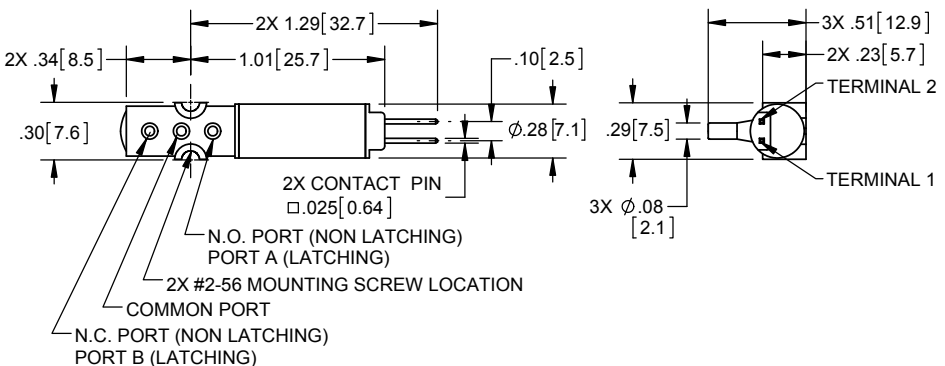 2X 1.29[32.7]
3X .51[12.9]
2X .34[8.5]
1.01[25.7]
.10[2.5]
2X .23[5.7]
TERMINAL 2
.30[7.6]
⌀.28[7.1]
.29[7.5]
2X CONTACT PIN
□.025[0.64]
TERMINAL 1
3X ⌀.08
[2.1]
N.O. PORT (NON LATCHING)
PORT A (LATCHING)
2X #2-56 MOUNTING SCREW LOCATION
COMMON PORT
N.C. PORT (NON LATCHING)
PORT B (LATCHING)